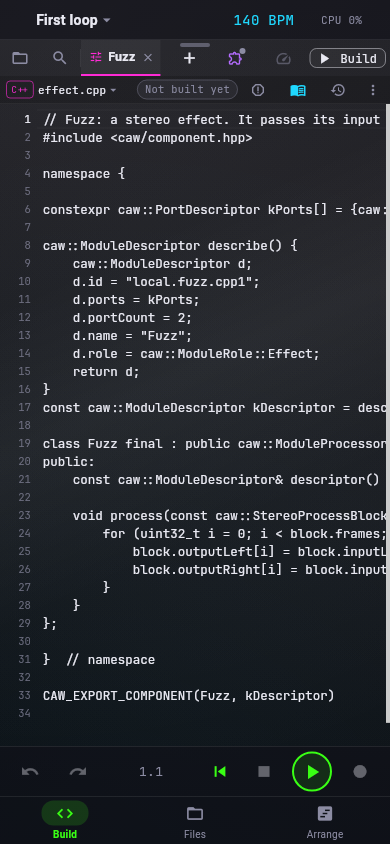 First loop
140 BPM
CPU 0%
Fuzz
Build
C++
effect.cpp
Not built yet
1 // Fuzz: a stereo effect. It passes its input
2 #include <caw/component.hpp>
3
4 namespace {
5
6 constexpr caw::PortDescriptor kPorts[] = {caw:
7
8 caw::ModuleDescriptor describe() {
9 caw::ModuleDescriptor d;
10 d.id = "local.fuzz.cpp1";
11 d.ports = kPorts;
12 d.portCount = 2;
13 d.name = "Fuzz";
14 d.role = caw::ModuleRole::Effect;
15 return d;
16 }
17 const caw::ModuleDescriptor kDescriptor = desc
18
19 class Fuzz final : public caw::ModuleProcessor
20 public:
21 const caw::ModuleDescriptor& descriptor()
22
23 void process(const caw::StereoProcessBlock
24 for (uint32_t i = 0; i < block.frames;
25 block.outputLeft[i] = block.inputL
26 block.outputRight[i] = block.input
27 }
28 }
29 };
30
31 } // namespace
32
33 CAW_EXPORT_COMPONENT(Fuzz, kDescriptor)
34
1.1
Build
Files
Arrange